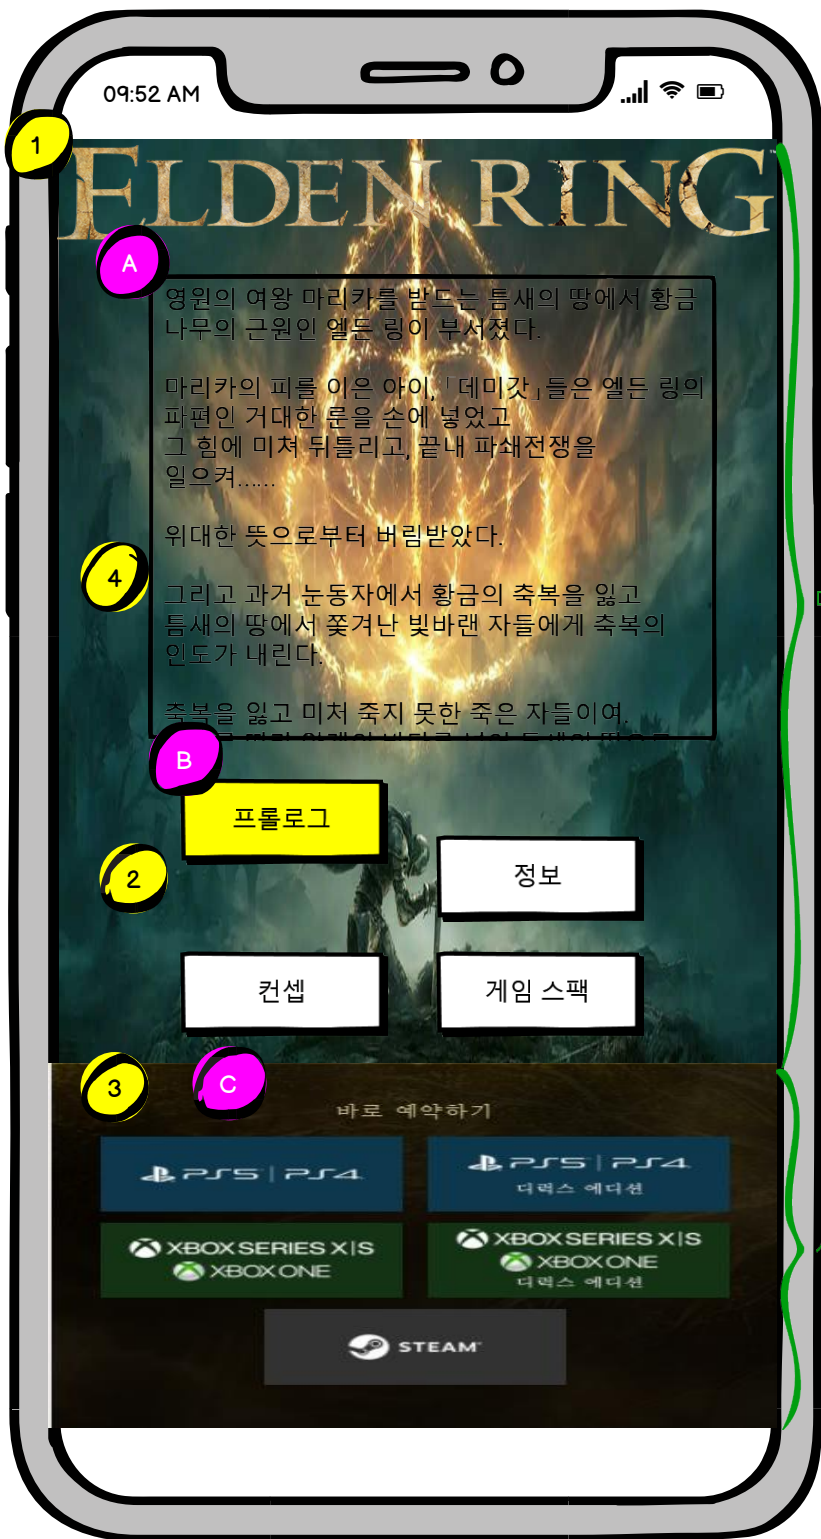 09:52 AM
1
ELDEN RING
A
영원의 여왕 마리카를 받드는 틈새의 땅에서 황금
나무의 근원인 엘든 링이 부서졌다.
마리카의 피를 이은 아이, 「데미갓」들은 엘든 링의
파편인 거대한 룬을 손에 넣었고
그 힘에 미쳐 뒤틀리고, 끝내 파쇄전쟁을
일으켜......
위대한 뜻으로부터 버림받았다.
4
그리고 과거 눈동자에서 황금의 축복을 잃고
틈새의 땅에서 쫓겨난 빛바랜 자들에게 축복의
인도가 내린다.
축복을 잃고 미처 죽지 못한 죽은 자들이여.
B
프롤로그
2
정보
컨셉
게임 스팩
3
C
바로 예약하기
PS5 | PS4
PS5 | PS4
디럭스 에디션
XBOX SERIES X|S
XBOX ONE
XBOX SERIES X|S
XBOX ONE
디럭스 에디션
STEAM